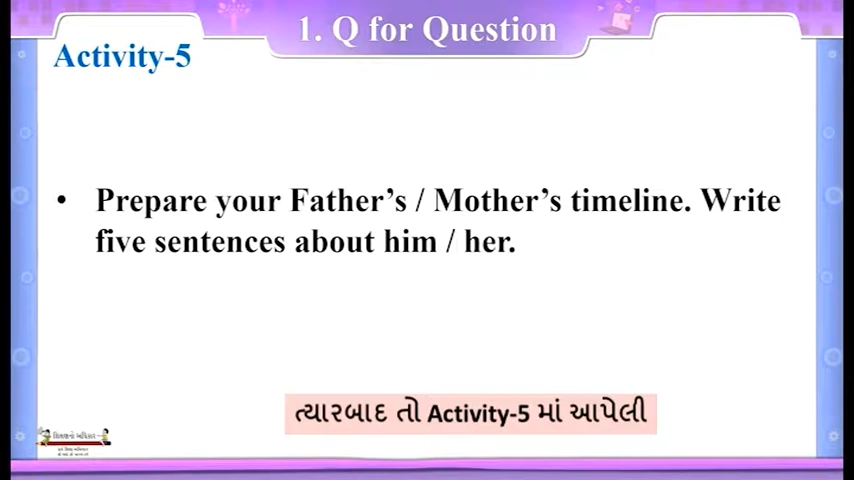 1. Q for Question
Activity-5
• Prepare your Father's / Mother's timeline. Write
five sentences about him / her.
ત્યારબાદ તો Activity-5 માં આપેલી